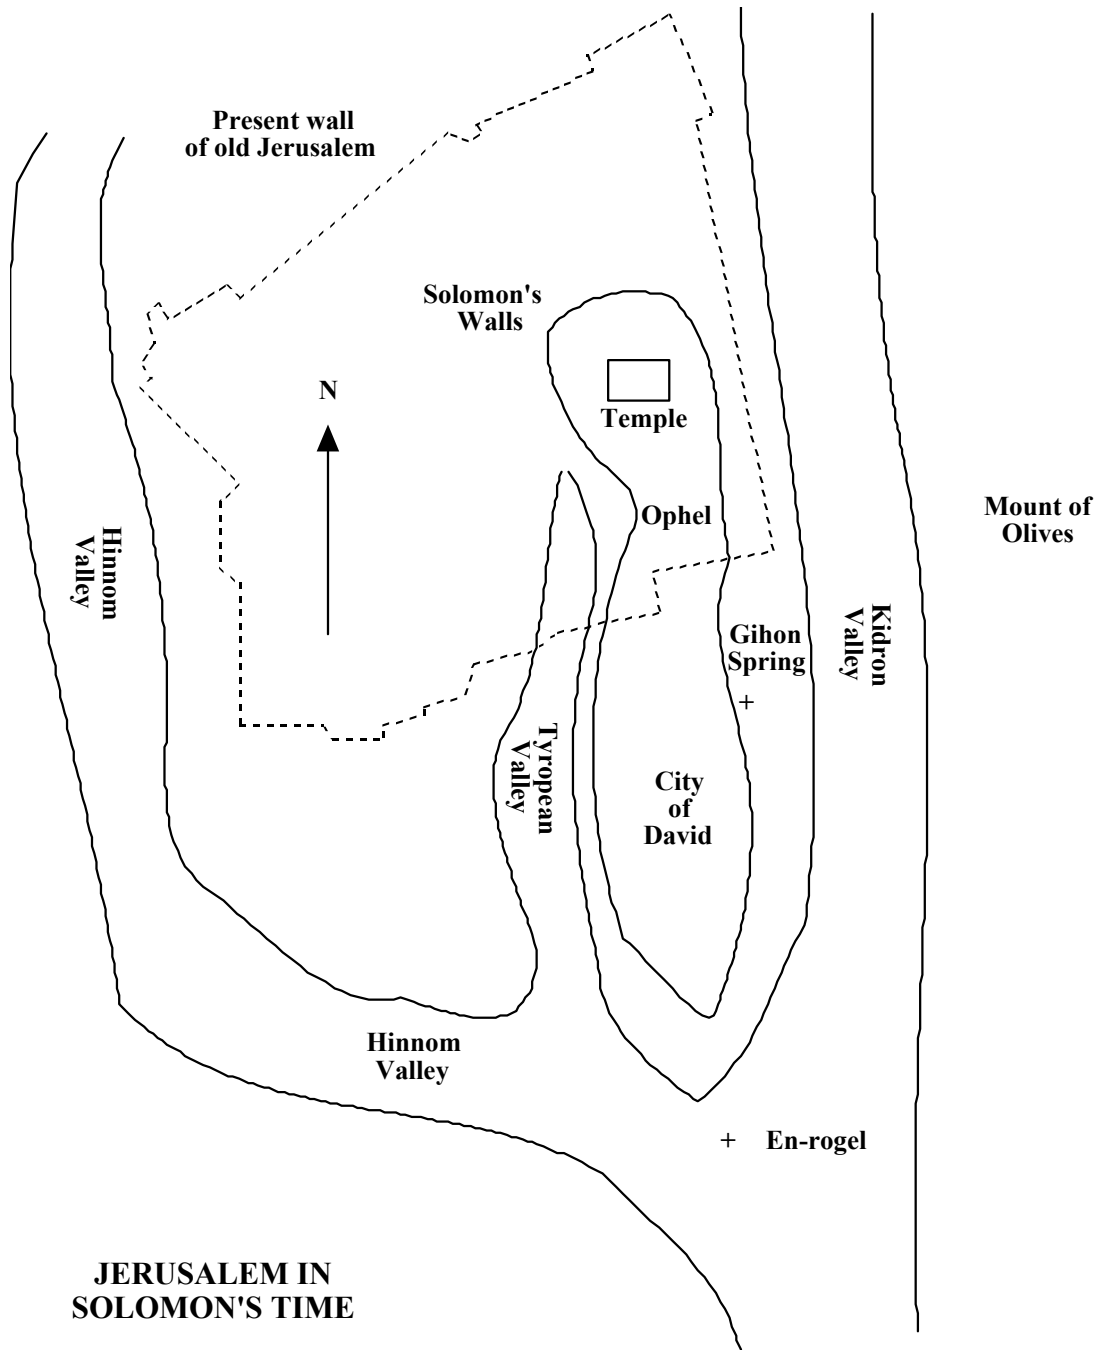 Present wall
of old Jerusalem
Solomon's
Walls
N
Temple
Ophel
Mount of
Olives
Hinnom
Valley
Gihon
Spring
+
Kidron
Valley
Tyropean
Valley
City
of
David
Hinnom
Valley
+ En-rogel
JERUSALEM IN
SOLOMON'S TIME